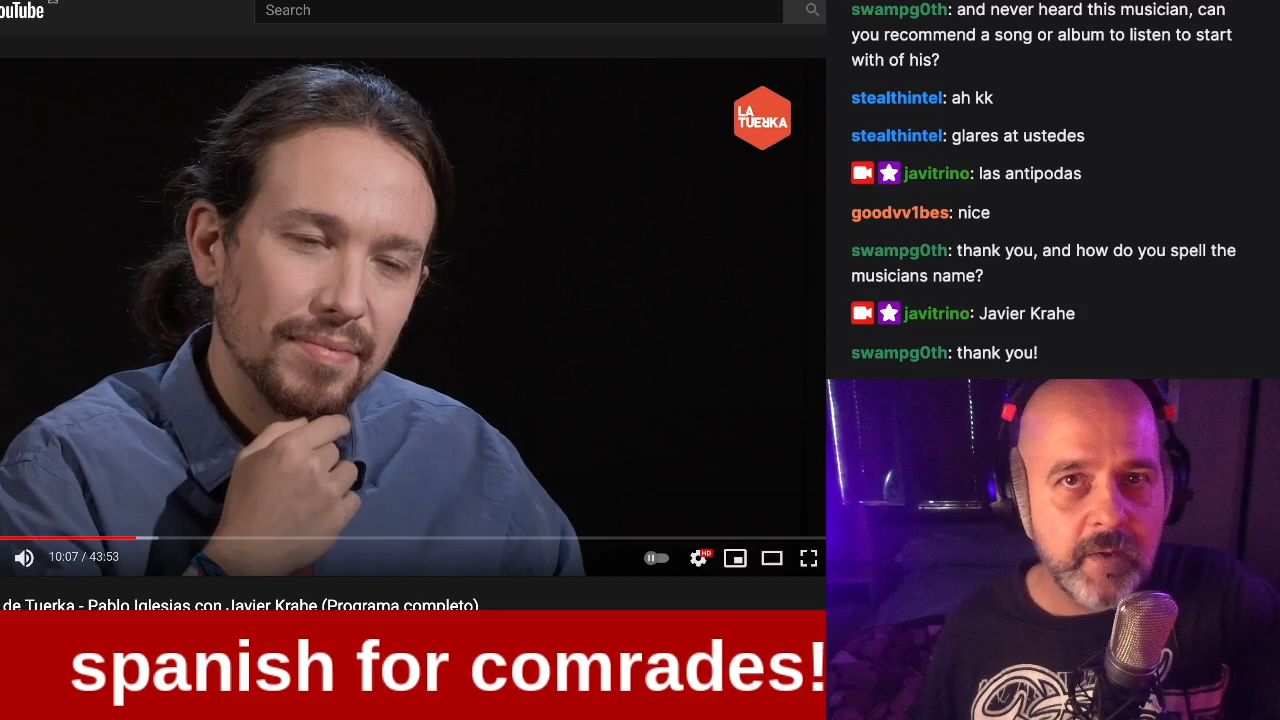 ouTube
ES
Search
LA
TUERKA
10:07 / 43:53
HD
de Tuerka - Pablo Iglesias con Javier Krahe (Programa completo)
spanish for comrades!
swampg0th: and never heard this musician, can
you recommend a song or album to listen to start
with of his?
stealthintel: ah kk
stealthintel: glares at ustedes
javitrino: las antipodas
goodvv1bes: nice
swampg0th: thank you, and how do you spell the
musicians name?
javitrino: Javier Krahe
swampg0th: thank you!